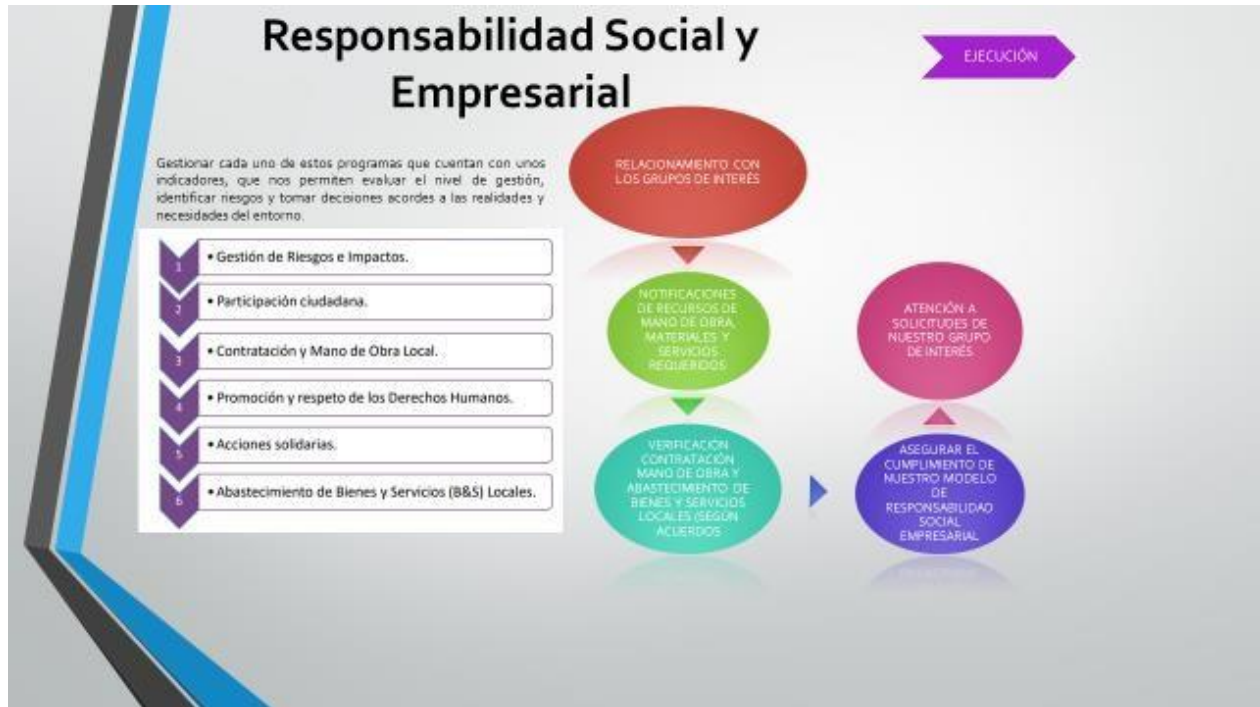 Responsabilidad Social y
Empresarial
EJECUCIÓN
Gestionar cada uno de estos programas que cuentan con unos
indicadores, que nos permiten evaluar el nivel de gestión,
identificar riesgos y tomar decisiones acordes a las realidades y
necesidades del entorno.
1
• Gestión de Riesgos e Impactos.
2
• Participación ciudadana.
3
• Contratación y Mano de Obra Local.
4
• Promoción y respeto de los Derechos Humanos.
5
• Acciones solidarias.
6
• Abastecimiento de Bienes y Servicios (B&S) Locales.
RELACIONAMIENTO CON
LOS GRUPOS DE INTERÉS
NOTIFICACIONES
DE RECURSOS DE
MANO DE OBRA,
MATERIALES Y
SERVICIOS
REQUERIDOS
VERIFICACIÓN
CONTRATACIÓN
MANO DE OBRA Y
ABASTECIMIENTO DE
BIENES Y SERVICIOS
LOCALES (SEGÚN
ACUERDOS
ASEGURAR EL
CUMPLIMIENTO DE
NUESTRO MODELO
DE
RESPONSABILIDAD
SOCIAL
EMPRESARIAL
ATENCIÓN A
SOLICITUDES DE
NUESTRO GRUPO
DE INTERÉS